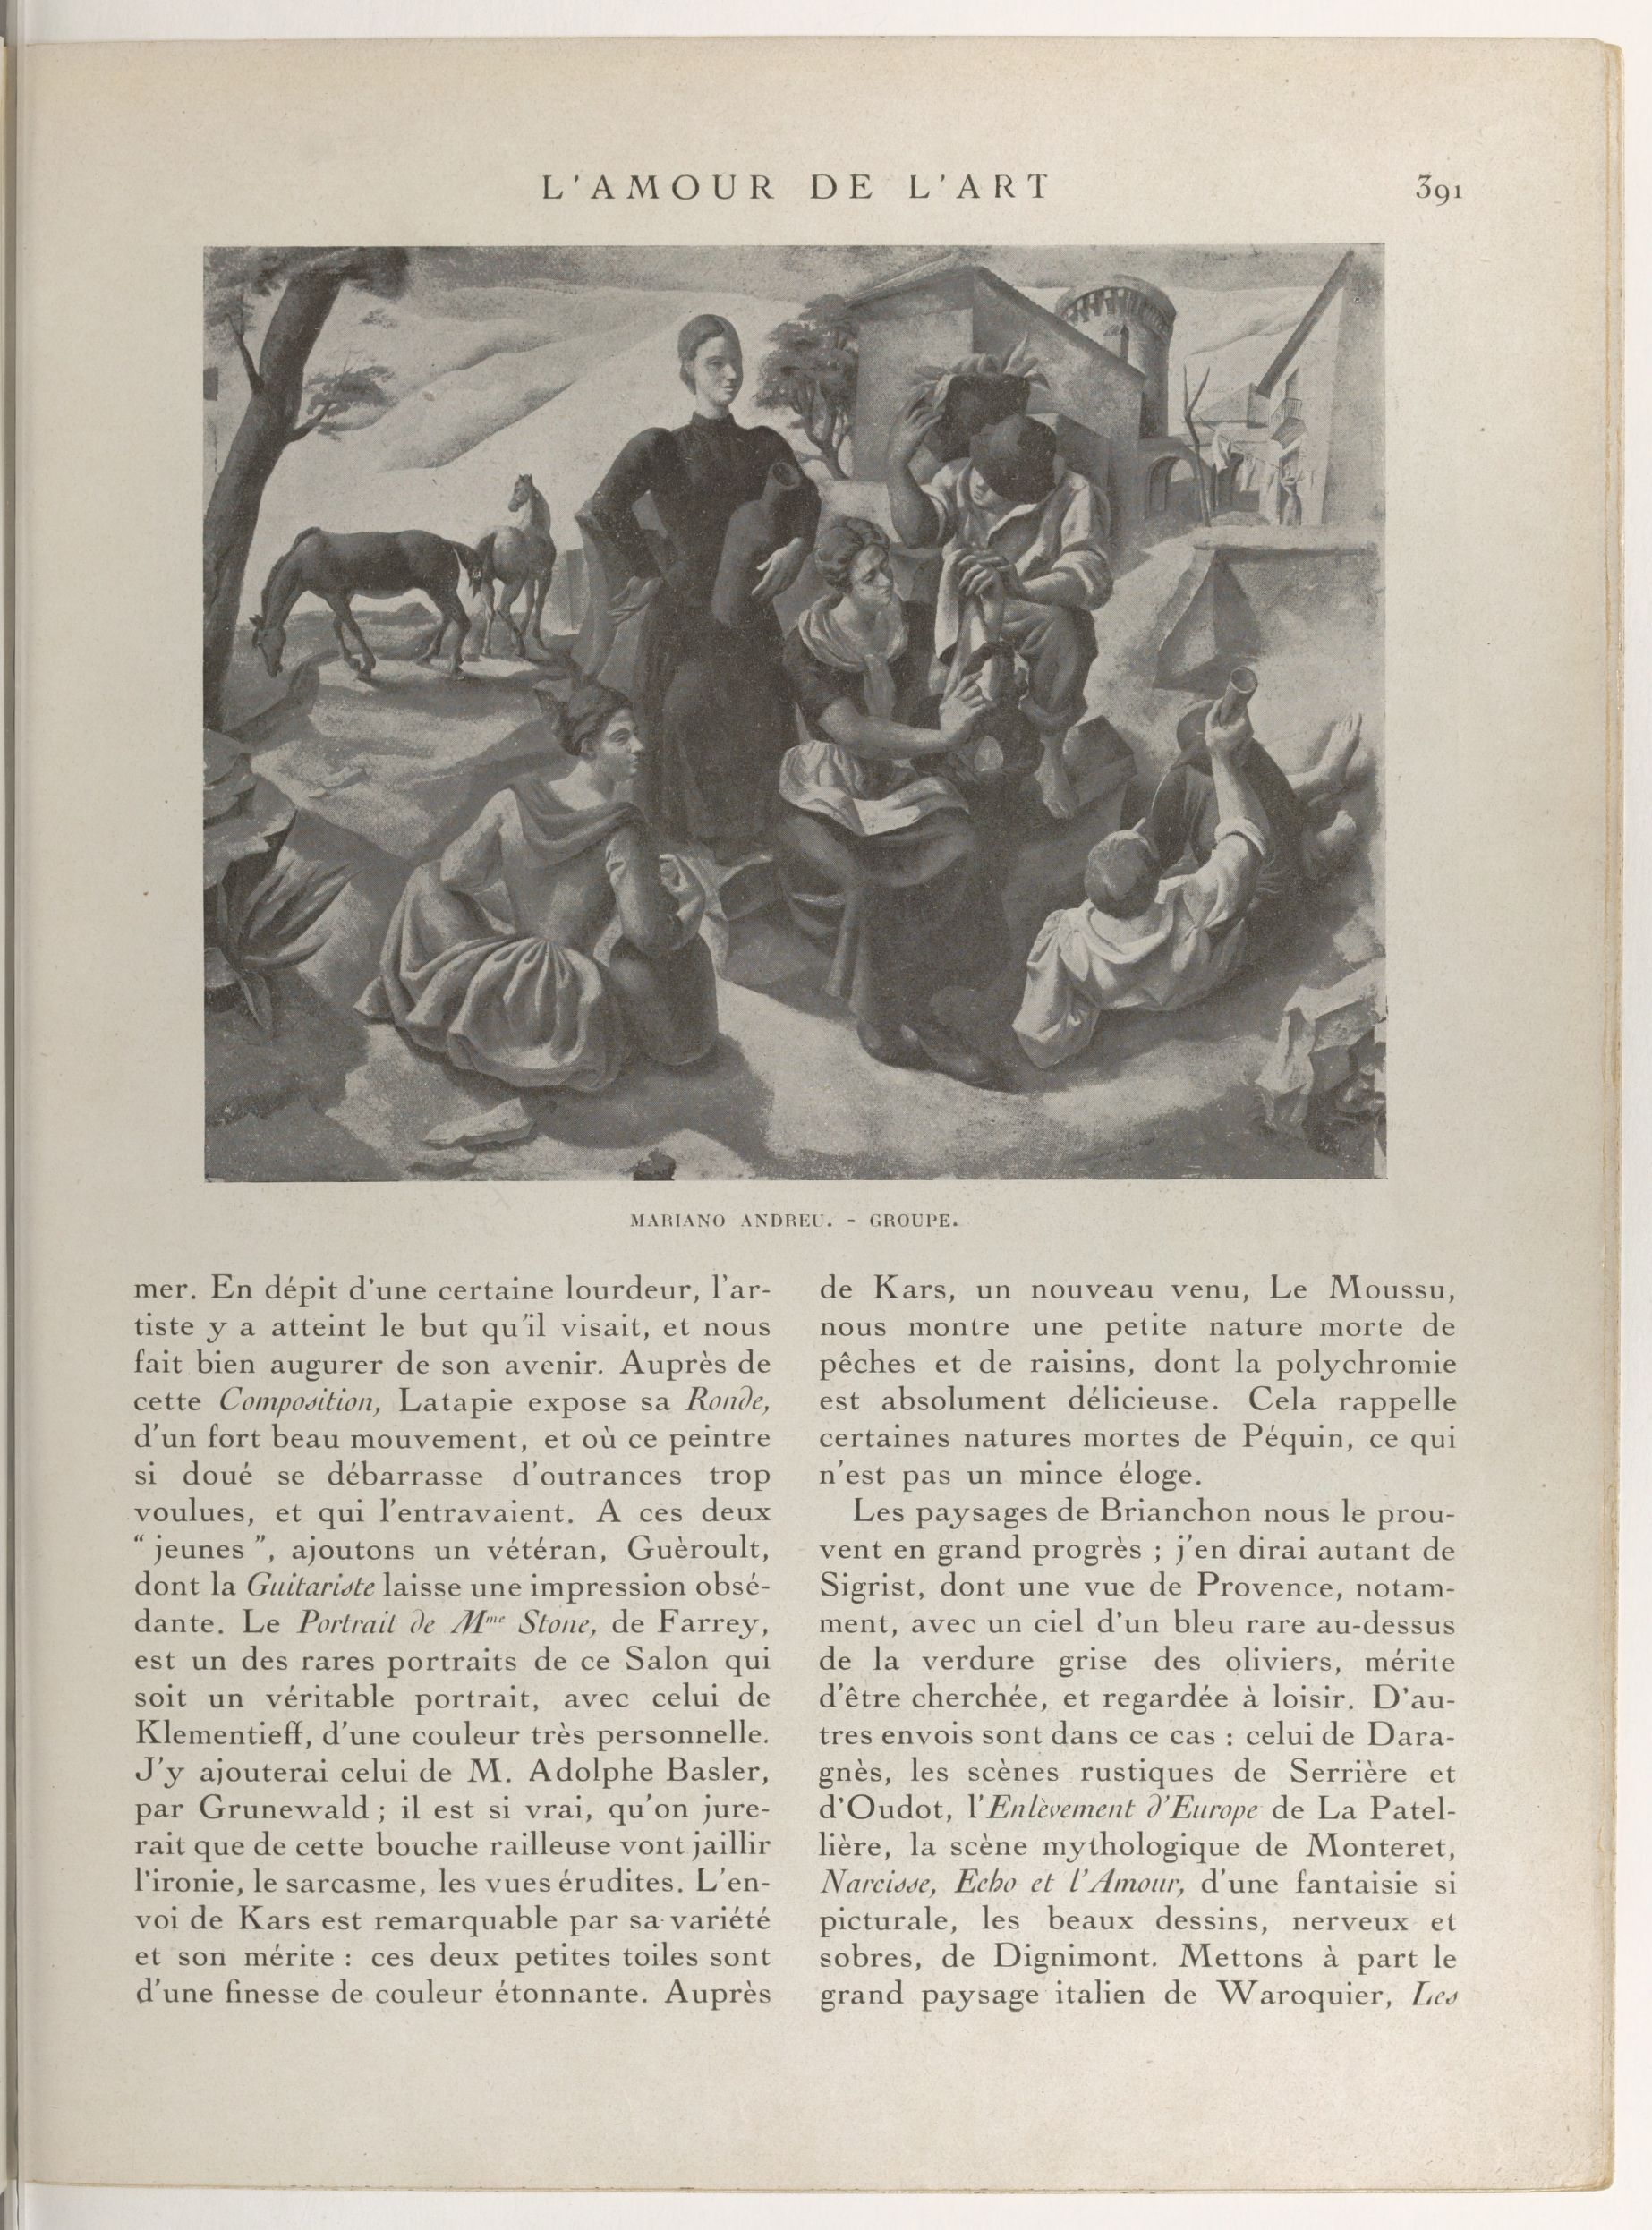 L'AMOUR DE L'ART
391
MARIANO ANDREU. - GROUPE.
mer. En dépit d'une certaine lourdeur, l'ar-
tiste y a atteint le but qu'il visait, et nous
fait bien augurer de son avenir. Auprès de
cette Composition, Latapie expose sa Ronde,
d'un fort beau mouvement, et où ce peintre
si doué se débarrasse d'outrances trop
voulues, et qui l'entravaient. A ces deux
“ jeunes ”, ajoutons un vétéran, Guèroult,
dont la Guitariste laisse une impression obsé-
dante. Le Portrait de Mme Stone, de Farrey,
est un des rares portraits de ce Salon qui
soit un véritable portrait, avec celui de
Klementieff, d'une couleur très personnelle.
J'y ajouterai celui de M. Adolphe Basler,
par Grunewald ; il est si vrai, qu'on jure-
rait que de cette bouche railleuse vont jaillir
l'ironie, le sarcasme, les vues érudites. L'en-
voi de Kars est remarquable par sa variété
et son mérite : ces deux petites toiles sont
d'une finesse de couleur étonnante. Auprès
de Kars, un nouveau venu, Le Moussu,
nous montre une petite nature morte de
pêches et de raisins, dont la polychromie
est absolument délicieuse. Cela rappelle
certaines natures mortes de Péquin, ce qui
n'est pas un mince éloge.
Les paysages de Brianchon nous le prou-
vent en grand progrès ; j'en dirai autant de
Sigrist, dont une vue de Provence, notam-
ment, avec un ciel d'un bleu rare au-dessus
de la verdure grise des oliviers, mérite
d'être cherchée, et regardée à loisir. D'au-
tres envois sont dans ce cas : celui de Dara-
gnès, les scènes rustiques de Serrière et
d'Oudot, l'Enlèvement d'Europe de La Patel-
lière, la scène mythologique de Monteret,
Narcisse, Echo et l'Amour, d'une fantaisie si
picturale, les beaux dessins, nerveux et
sobres, de Dignimont. Mettons à part le
grand paysage italien de Waroquier, Les